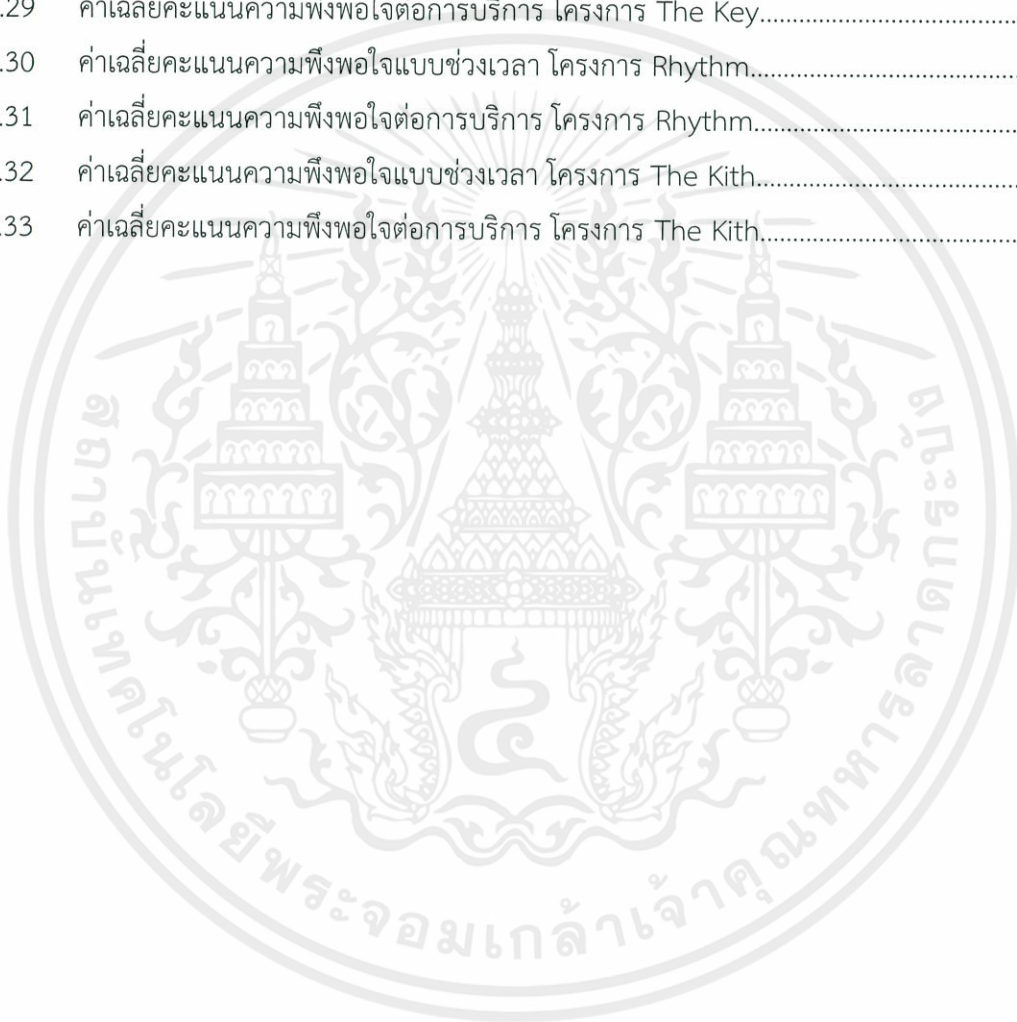 .29 ค่าเฉลี่ยคะแนนความพึงพอใจต่อการบริการ โครงการ The Key
.30 ค่าเฉลี่ยคะแนนความพึงพอใจแบบช่วงเวลา โครงการ Rhythm
.31 ค่าเฉลี่ยคะแนนความพึงพอใจต่อการบริการ โครงการ Rhythm
.32 ค่าเฉลี่ยคะแนนความพึงพอใจแบบช่วงเวลา โครงการ The Kith
.33 ค่าเฉลี่ยคะแนนความพึงพอใจต่อการบริการ โครงการ The Kith
สถาบันเทคโนโลยีพระจอมเกล้าเจ้าคุณทหารลาดกระบัง
๔